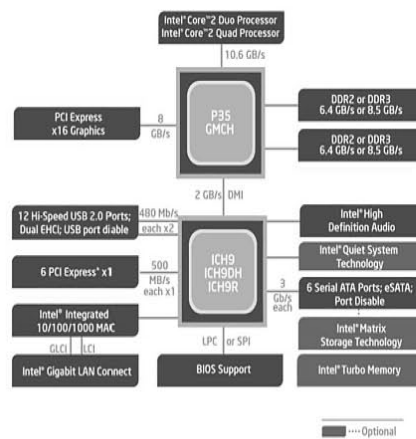 Intel® Core™2 Duo Processor
Intel® Core™2 Quad Processor
10.6 GB/s
PCI Express
x16 Graphics
8
GB/s
P35
GMCH
DDR2 or DDR3
6.4 GB/s or 8.5 GB/s
DDR2 or DDR3
6.4 GB/s or 8.5 GB/s
2 GB/s
DMI
12 Hi-Speed USB 2.0 Ports;
Dual EHCI; USB port diable
480 Mb/s
each x2
6 PCI Express* x1
500
MB/s
each x1
Intel® Integrated
10/100/1000 MAC
GLCI
LCI
Intel® Gigabit LAN Connect
ICH9
ICH9DH
ICH9R
Intel® High
Definition Audio
Intel® Quiet System
Technology
3
Gb/s
each
6 Serial ATA Ports; eSATA;
Port Disable
Intel® Matrix
Storage Technology
Intel® Turbo Memory
LPC or SPI
BIOS Support
Optional